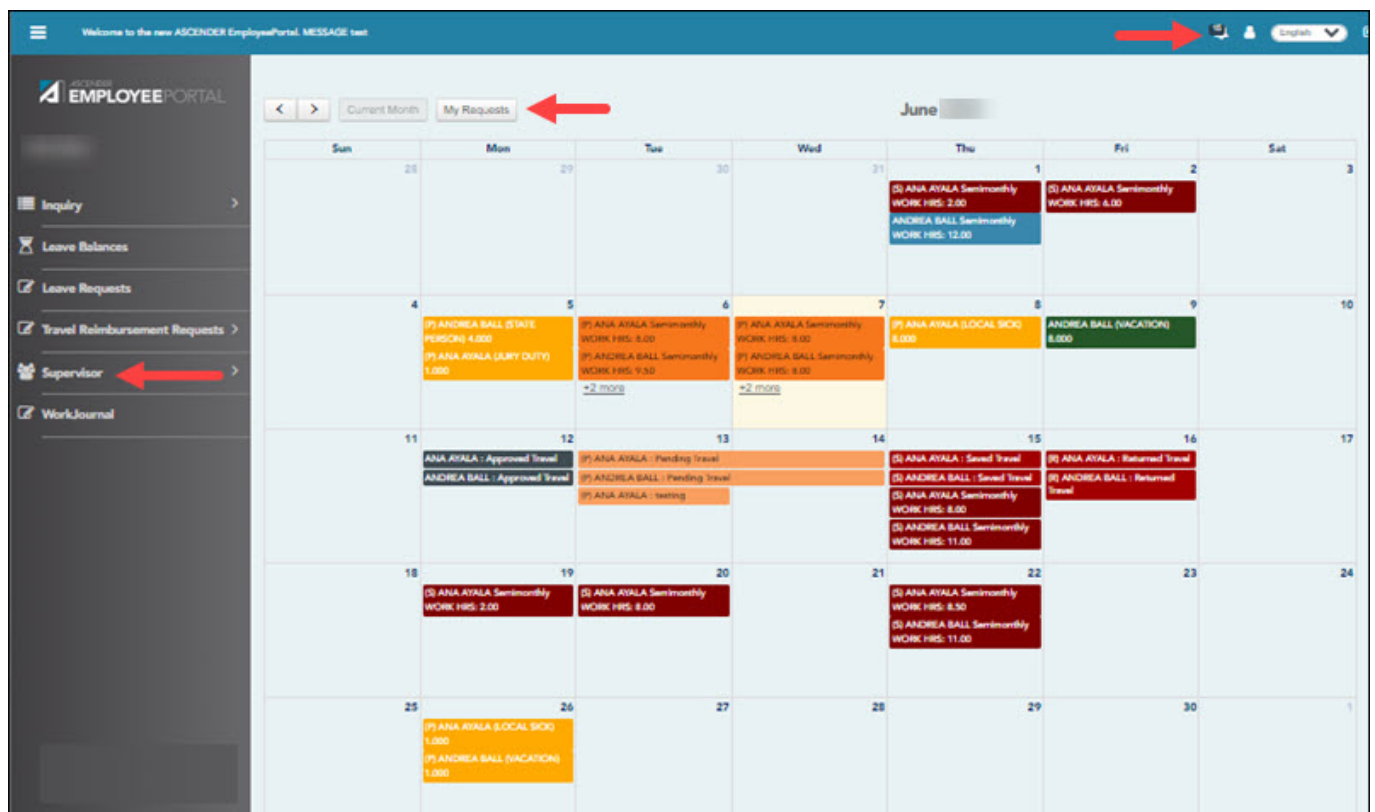 Welcome to the new ASCENDER EmployeePortal. MESSAGE test
English
ASCENDER
EMPLOYEEPORTAL
Inquiry
Leave Balances
Leave Requests
Travel Reimbursement Requests
Supervisor
WorkJournal
Current Month
My Requests
June
Sun Mon Tue Wed Thu Fri Sat
28 29 30 31 1 2 3
(S) ANA AYALA Semimonthly
WORK HRS: 2.00
ANDREA BALL Semimonthly
WORK HRS: 12.00
(S) ANA AYALA Semimonthly
WORK HRS: 6.00
4 5 6 7 8 9 10
(P) ANDREA BALL (STATE
PERSON) 4.000
(P) ANA AYALA (JURY DUTY)
1.000
(P) ANA AYALA Semimonthly
WORK HRS: 8.00
(P) ANDREA BALL Semimonthly
WORK HRS: 9.50
+2 more
(P) ANA AYALA Semimonthly
WORK HRS: 8.00
(P) ANDREA BALL Semimonthly
WORK HRS: 8.00
+2 more
(P) ANA AYALA (LOCAL SICK)
8.000
ANDREA BALL (VACATION)
8.000
11 12 13 14 15 16 17
ANA AYALA : Approved Travel
ANDREA BALL : Approved Travel
(P) ANA AYALA : Pending Travel
(P) ANDREA BALL : Pending Travel
(P) ANA AYALA : testing
(S) ANA AYALA : Saved Travel
(S) ANDREA BALL : Saved Travel
(S) ANA AYALA Semimonthly
WORK HRS: 8.00
(S) ANDREA BALL Semimonthly
WORK HRS: 11.00
(R) ANA AYALA : Returned Travel
(R) ANDREA BALL : Returned
Travel
18 19 20 21 22 23 24
(S) ANA AYALA Semimonthly
WORK HRS: 2.00
(S) ANA AYALA Semimonthly
WORK HRS: 8.00
(S) ANA AYALA Semimonthly
WORK HRS: 8.50
(S) ANDREA BALL Semimonthly
WORK HRS: 11.00
25 26 27 28 29 30 1
(P) ANA AYALA (LOCAL SICK)
1.000
(P) ANDREA BALL (VACATION)
1.000